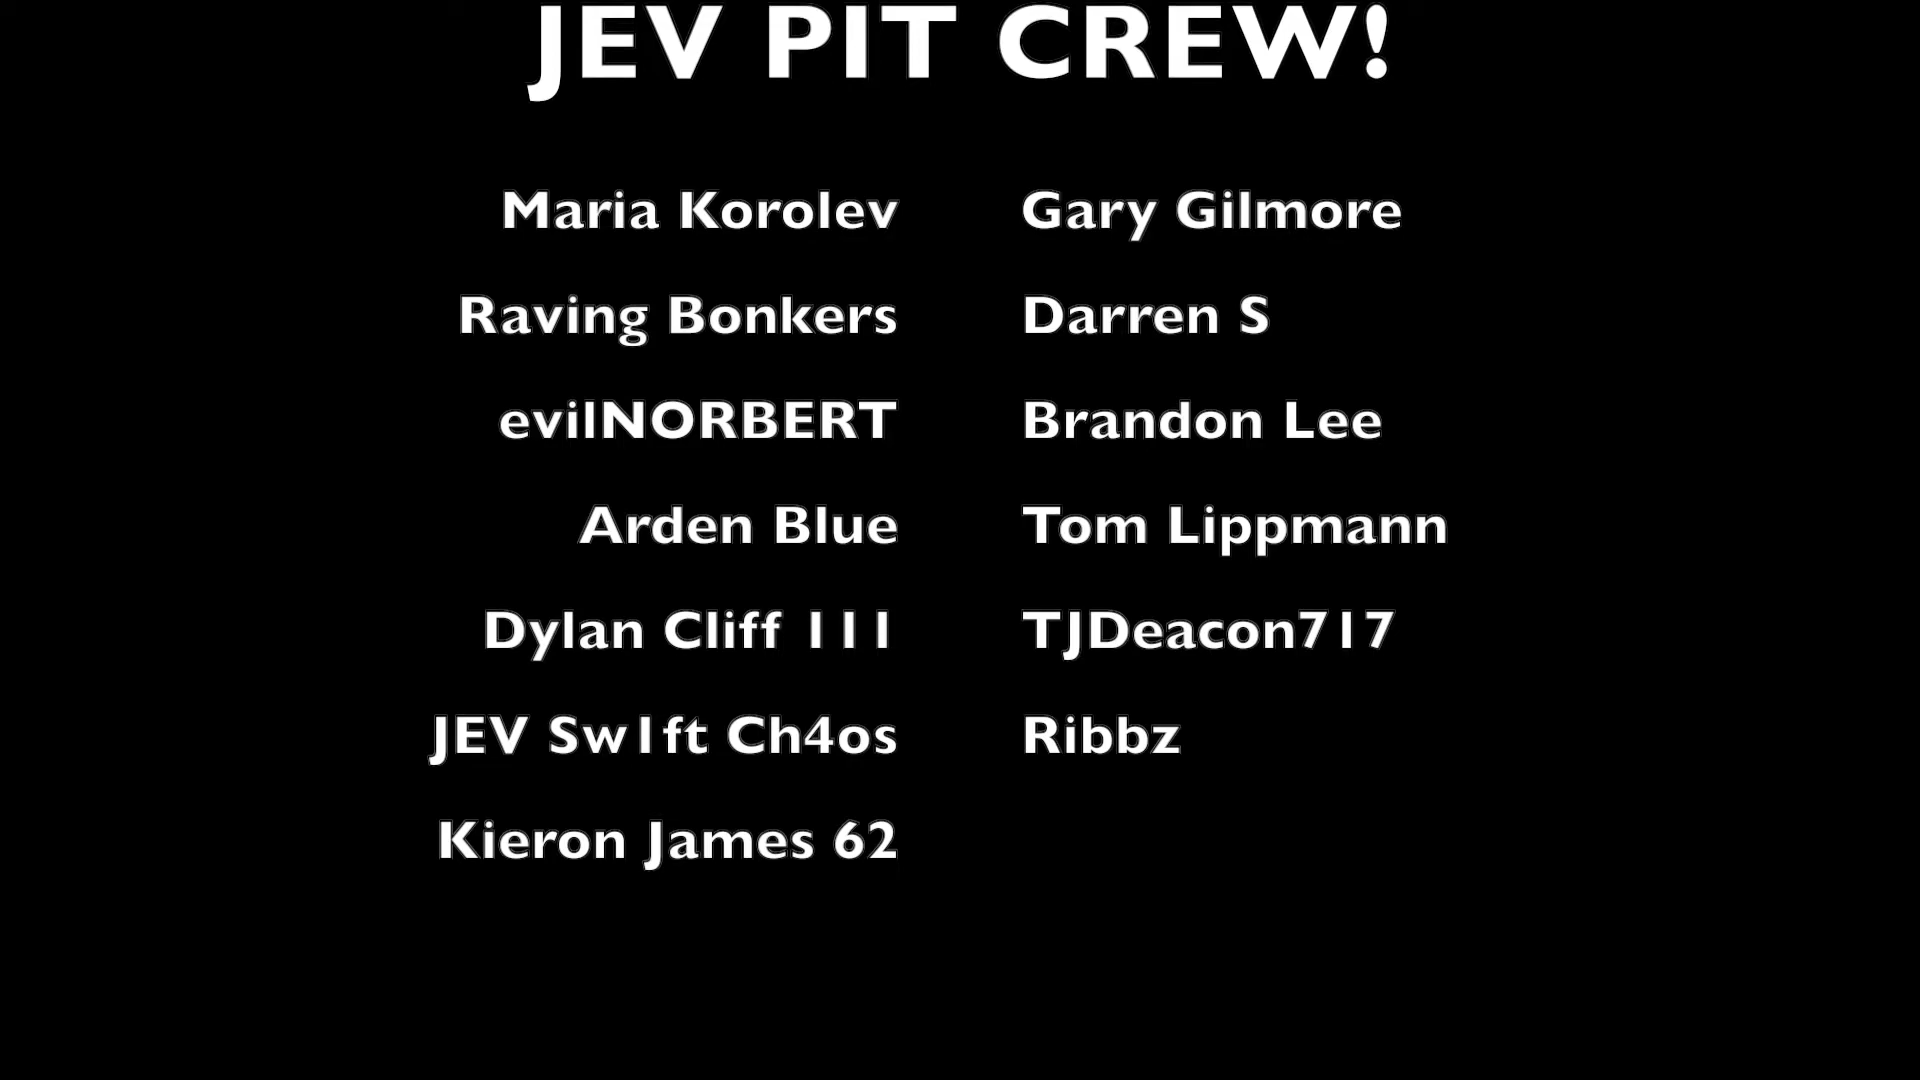 JEV PIT CREW!
Maria Korolev Gary Gilmore
Raving Bonkers Darren S
evilNORBERT Brandon Lee
Arden Blue Tom Lippmann
Dylan Cliff 111 TJDeacon717
JEV Sw1ft Ch4os Ribbz
Kieron James 62